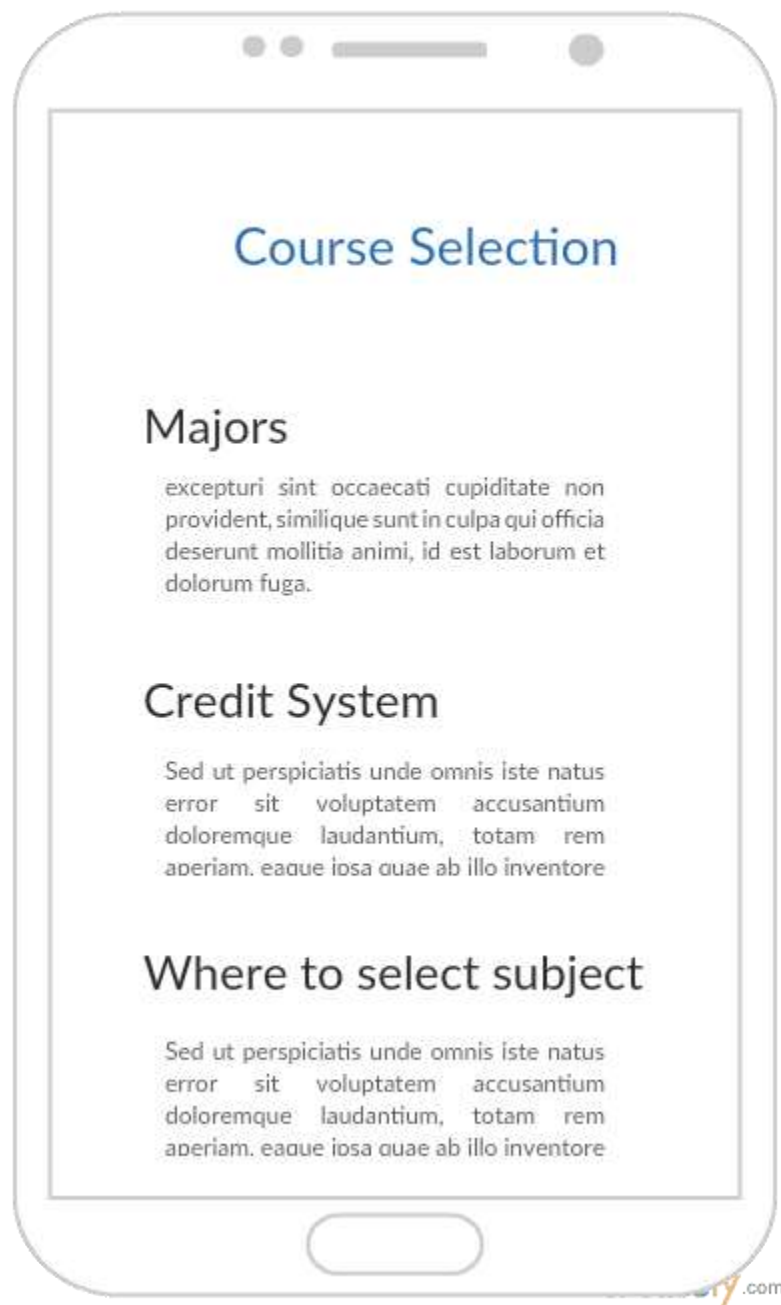 Course Selection
Majors
excepturi sint occaecati cupiditate non
provident, similique sunt in culpa qui officia
deserunt mollitia animi, id est laborum et
dolorum fuga.
Credit System
Sed ut perspiciatis unde omnis iste natus
error sit voluptatem accusantium
doloremque laudantium, totam rem
aperiam, eaque ipsa quae ab illo inventore
Where to select subject
Sed ut perspiciatis unde omnis iste natus
error sit voluptatem accusantium
doloremque laudantium, totam rem
aperiam, eaque ipsa quae ab illo inventore
.com